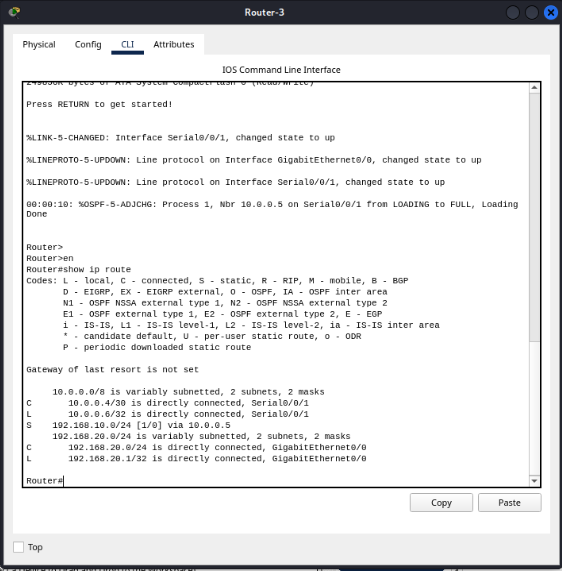 Router-3
Physical Config CLI Attributes
IOS Command Line Interface
Press RETURN to get started!
%LINK-5-CHANGED: Interface Serial0/0/1, changed state to up
%LINEPROTO-5-UPDOWN: Line protocol on Interface GigabitEthernet0/0, changed state to up
%LINEPROTO-5-UPDOWN: Line protocol on Interface Serial0/0/1, changed state to up
00:00:10: %OSPF-5-ADJCHG: Process 1, Nbr 10.0.0.5 on Serial0/0/1 from LOADING to FULL, Loading
Done
Router>
Router>en
Router#show ip route
Codes: L - local, C - connected, S - static, R - RIP, M - mobile, B - BGP
D - EIGRP, EX - EIGRP external, O - OSPF, IA - OSPF inter area
N1 - OSPF NSSA external type 1, N2 - OSPF NSSA external type 2
E1 - OSPF external type 1, E2 - OSPF external type 2, E - EGP
i - IS-IS, L1 - IS-IS level-1, L2 - IS-IS level-2, ia - IS-IS inter area
* - candidate default, U - per-user static route, o - ODR
P - periodic downloaded static route
Gateway of last resort is not set
10.0.0.0/8 is variably subnetted, 2 subnets, 2 masks
C 10.0.0.4/30 is directly connected, Serial0/0/1
L 10.0.0.6/32 is directly connected, Serial0/0/1
S 192.168.10.0/24 [1/0] via 10.0.0.5
192.168.20.0/24 is variably subnetted, 2 subnets, 2 masks
C 192.168.20.0/24 is directly connected, GigabitEthernet0/0
L 192.168.20.1/32 is directly connected, GigabitEthernet0/0
Router#
Copy Paste
Top